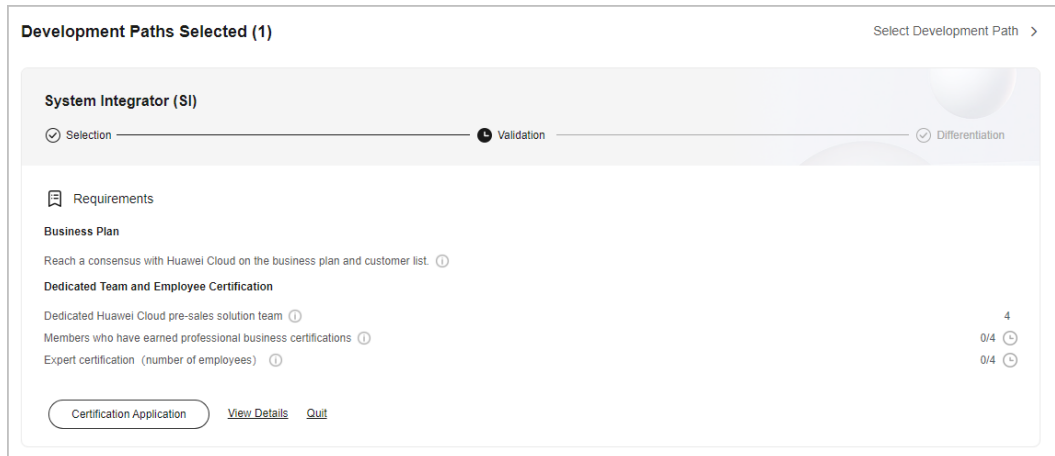 Development Paths Selected (1)
Select Development Path >
System Integrator (SI)
Selection
Validation
Differentiation
Requirements
Business Plan
Reach a consensus with Huawei Cloud on the business plan and customer list.
Dedicated Team and Employee Certification
Dedicated Huawei Cloud pre-sales solution team 4
Members who have earned professional business certifications 0/4
Expert certification (number of employees) 0/4
Certification Application View Details Quit